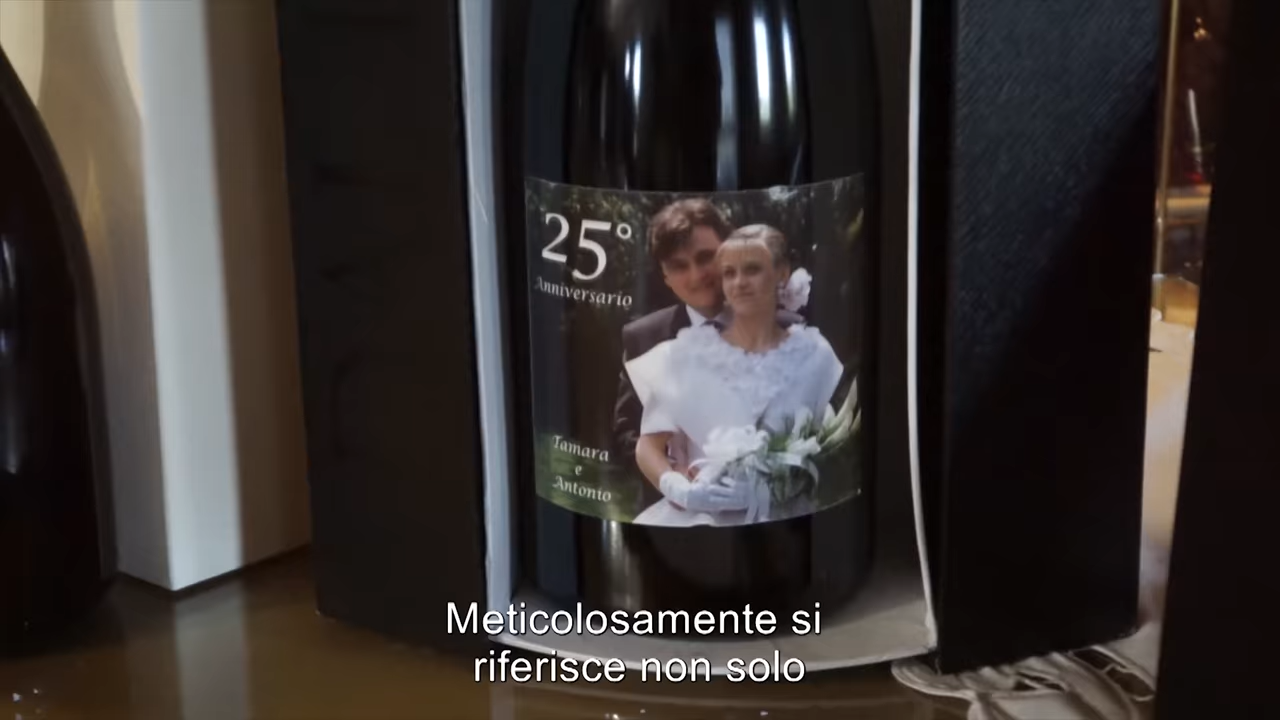 25°
Anniversario
Tamara
e
Antonio
Meticolosamente si
riferisce non solo